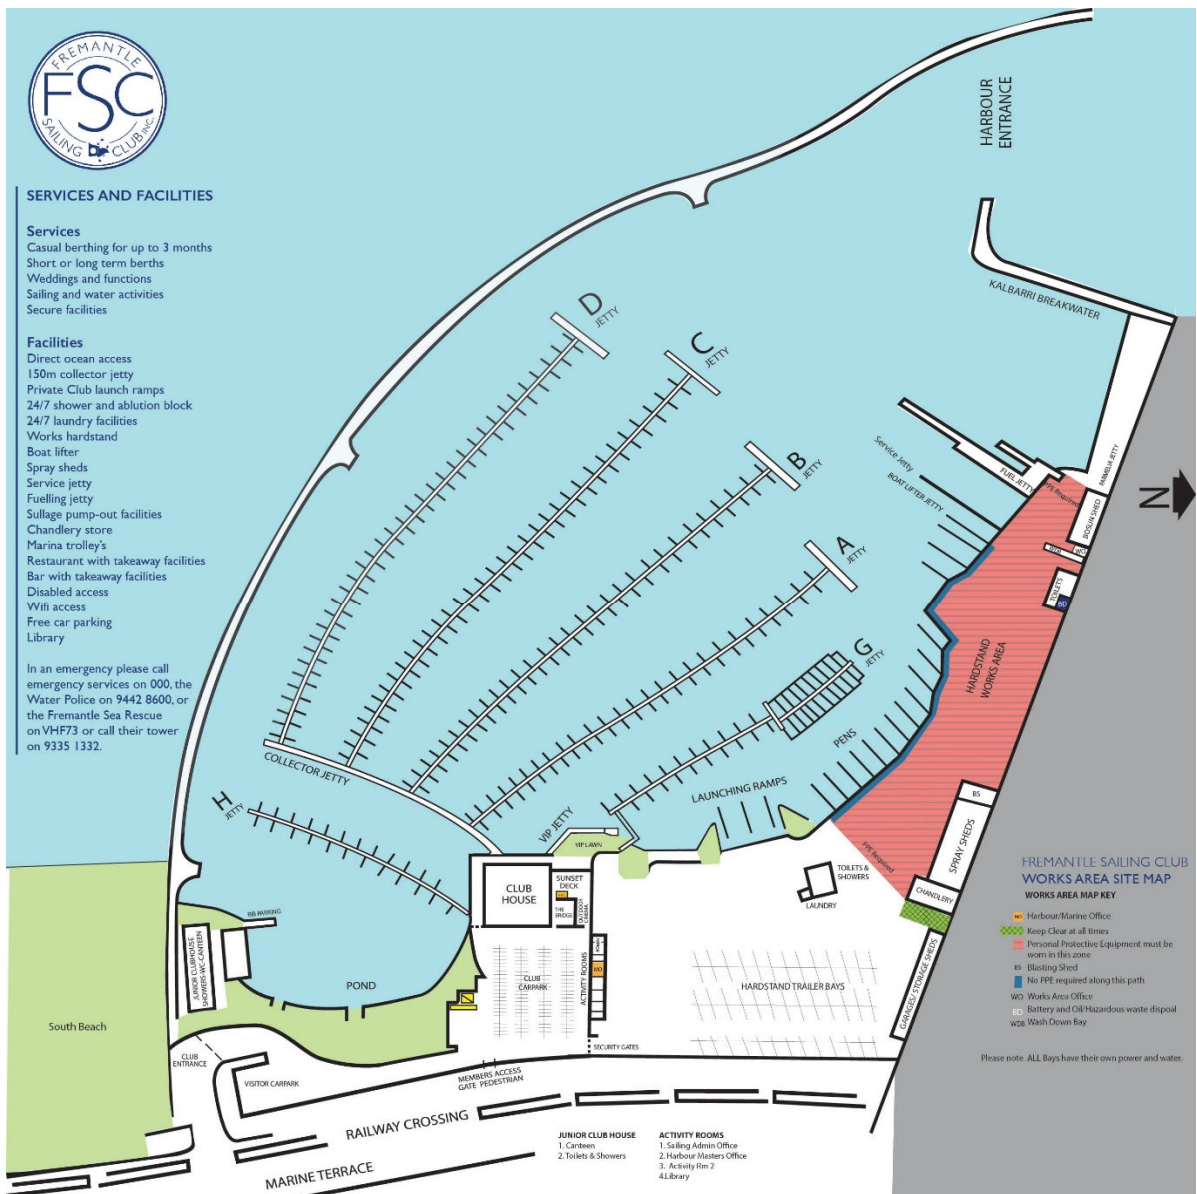 FREMANTLE
FSC
SAILING CLUB INC.
SERVICES AND FACILITIES
Services
Casual berthing for up to 3 months
Short or long term berths
Weddings and functions
Sailing and water activities
Secure facilities
Facilities
Direct ocean access
150m collector jetty
Private Club launch ramps
24/7 shower and ablution block
24/7 laundry facilities
Works hardstand
Boat lifter
Spray sheds
Service jetty
Fuelling jetty
Sullage pump-out facilities
Chandlery store
Marina trolley's
Restaurant with takeaway facilities
Bar with takeaway facilities
Disabled access
Wifi access
Free car parking
Library
In an emergency please call
emergency services on 000, the
Water Police on 9442 8600, or
the Fremantle Sea Rescue
on VHF73 or call their tower
on 9335 1332.
HARBOUR
ENTRANCE
KALBARRI BREAKWATER
D
JETTY
C
JETTY
B
JETTY
A
JETTY
G
JETTY
H
JETTY
Service Jetty
BOAT LIFTER JETTY
FUEL JETTY
PPE Required
PARMELIA JETTY
BOSUN SHED
WDB
WO
TOILETS
BD
N
HARDSTAND
WORKS AREA
PENS
LAUNCHING RAMPS
COLLECTOR JETTY
VIP JETTY
VIP LAWN
BS
SPRAY SHEDS
PPE Required
CHANDLERY
GARAGES/ STORAGE SHEDS
TOILETS &
SHOWERS
LAUNDRY
CLUB
HOUSE
SUNSET
DECK
THE
BRIDGE
OUTDOOR
CINEMA
CLUB
CARPARK
ACTIVITY ROOMS
MO
HARDSTAND TRAILER BAYS
SECURITY GATES
RIB PARKING
JUNIOR CLUBHOUSE
SHOWERS-WC-CANTEEN
POND
South Beach
CLUB
ENTRANCE
VISITOR CARPARK
MEMBERS ACCESS
GATE PEDESTRIAN
RAILWAY CROSSING
MARINE TERRACE
JUNIOR CLUB HOUSE
1. Canteen
2. Toilets & Showers
ACTIVITY ROOMS
1. Sailing Admin Office
2. Harbour Masters Office
3. Activity Rm 2
4.Library
FREMANTLE SAILING CLUB
WORKS AREA SITE MAP
WORKS AREA MAP KEY
MO Harbour/Marine Office
Keep Clear at all times
Personal Protective Equipment must be
worn in this zone
BS Blasting Shed
No PPE required along this path
WO Works Area Office
BD Battery and Oil/Hazardous waste dispoal
WDB Wash Down Bay
Please note ALL Bays have their own power and water.